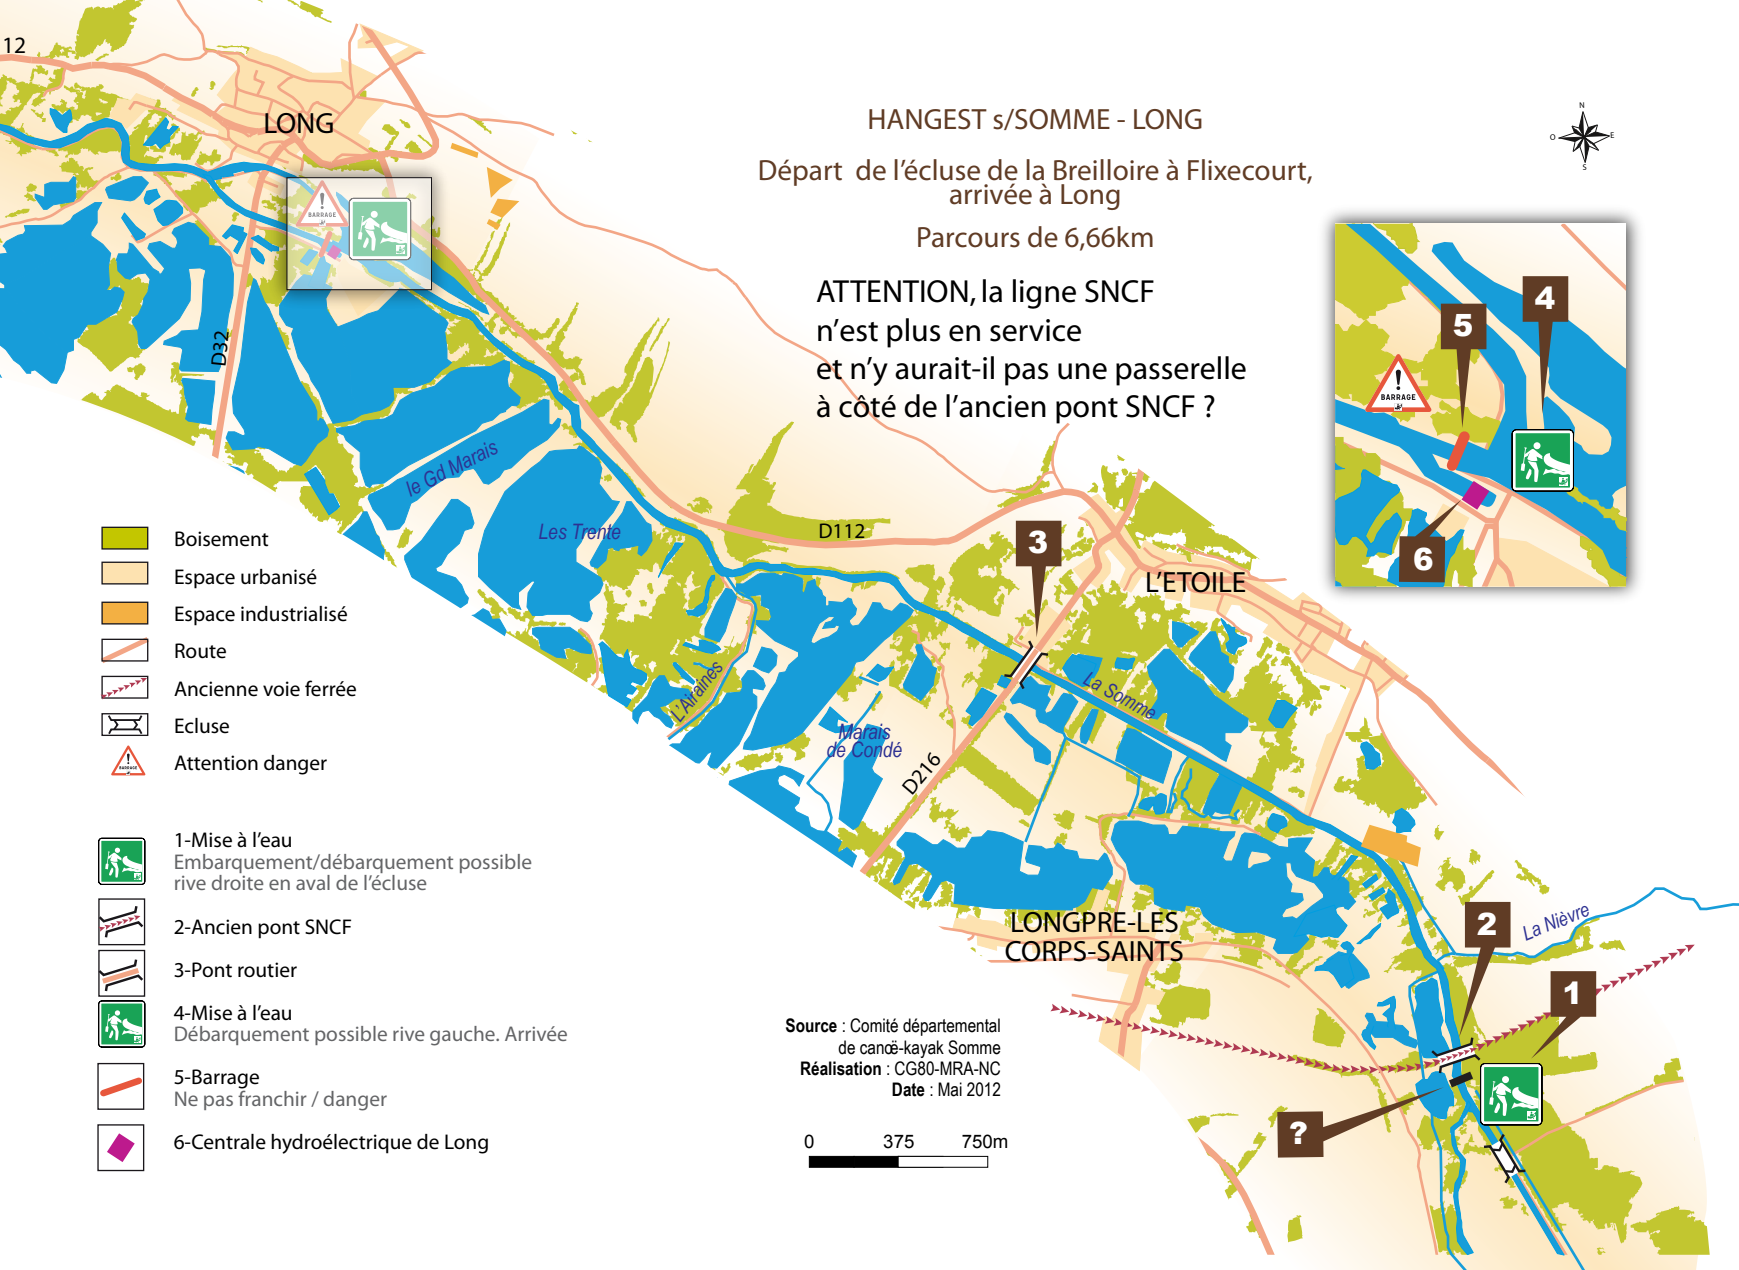 12
LONG
BARRAGE
D32
HANGEST s/SOMME - LONG
Départ  de l'écluse de la Breilloire à Flixecourt,
arrivée à Long
Parcours de 6,66km
ATTENTION, la ligne SNCF
n'est plus en service
et n'y aurait-il pas une passerelle
à côté de l'ancien pont SNCF ?
N
O
E
S
4
5
BARRAGE
6
le Gd Marais
Les Trente
D112
3
L'ETOILE
L'Airaines
La Somme
Marais
de Condé
D216
LONGPRE-LES
CORPS-SAINTS
2
La Nièvre
1
?
Boisement
Espace urbanisé
Espace industrialisé
Route
Ancienne voie ferrée
Ecluse
BARRAGE
Attention danger
1-Mise à l'eau
Embarquement/débarquement possible
rive droite en aval de l'écluse
2-Ancien pont SNCF
3-Pont routier
4-Mise à l'eau
Débarquement possible rive gauche. Arrivée
5-Barrage
Ne pas franchir / danger
6-Centrale hydroélectrique de Long
Source : Comité départemental
de canoë-kayak Somme
Réalisation : CG80-MRA-NC
Date : Mai 2012
0 375 750m